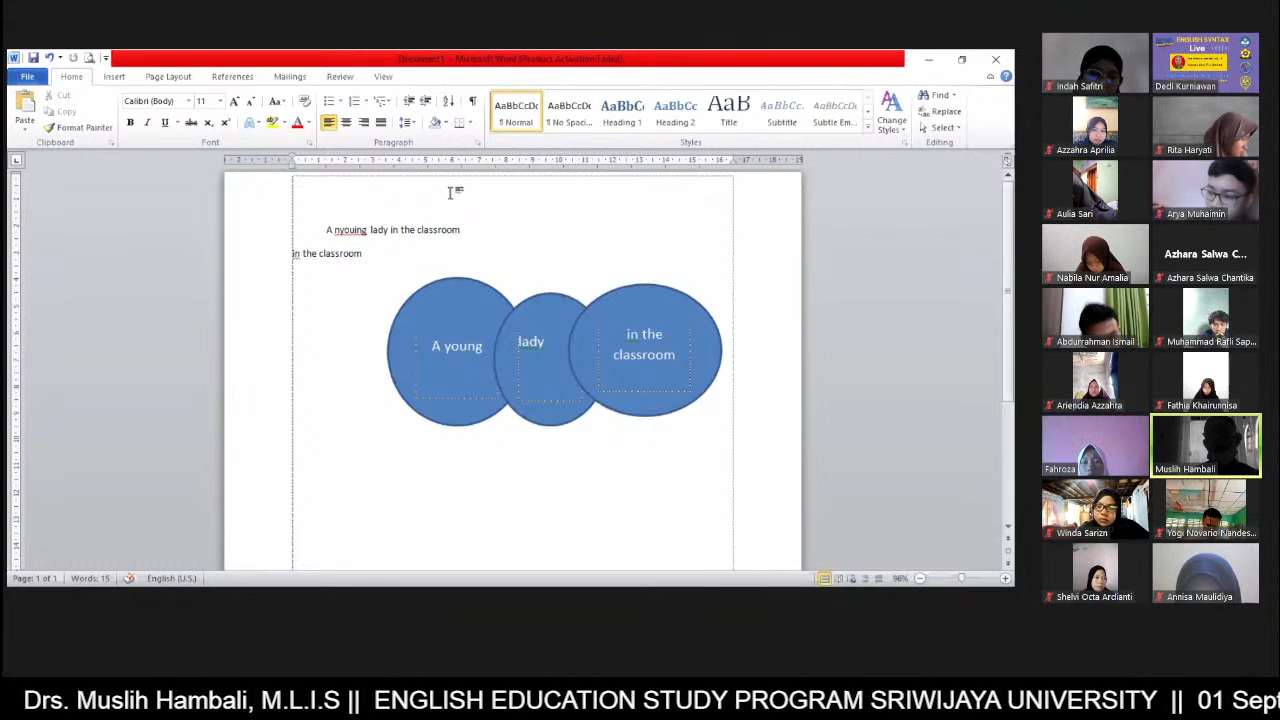 Document1 - Microsoft Word (Product Activation Failed)
File Home Insert Page Layout References Mailings Review View
Paste
Cut
Copy
Format Painter
Clipboard
Calibri (Body) 11
Font
Paragraph
AaBbCcDc AaBbCcDc AaBbC AaBbCc AaB AaBbCc. AaBbCcDc
¶ Normal ¶ No Spaci... Heading 1 Heading 2 Title Subtitle Subtle Em...
Change Styles
Styles
Find
Replace
Select
Editing
A nyouing lady in the classroom
in the classroom
A young
lady
in the
classroom
Page: 1 of 1 Words: 15 English (U.S.) 96%
Indah Safitri
ENGLISH SYNTAX
Live
Dedi Kurniawan
Azzahra Aprilia
Rita Haryati
Aulia Sari
Arya Muhaimin
Nabila Nur Amalia
Azhara Salwa C...
Azhara Salwa Chantika
Abdurrahman Ismail
Muhammad Rafli Sap...
Ariendia Azzahra
Fathia Khairunnisa
Fahroza
Muslih Hambali
Winda Sarizn
Yogi Novario Nandes...
Shelvi Octa Ardianti
Annisa Maulidiya
Drs. Muslih Hambali, M.L.I.S || ENGLISH EDUCATION STUDY PROGRAM SRIWIJAYA UNIVERSITY || 01 Sept